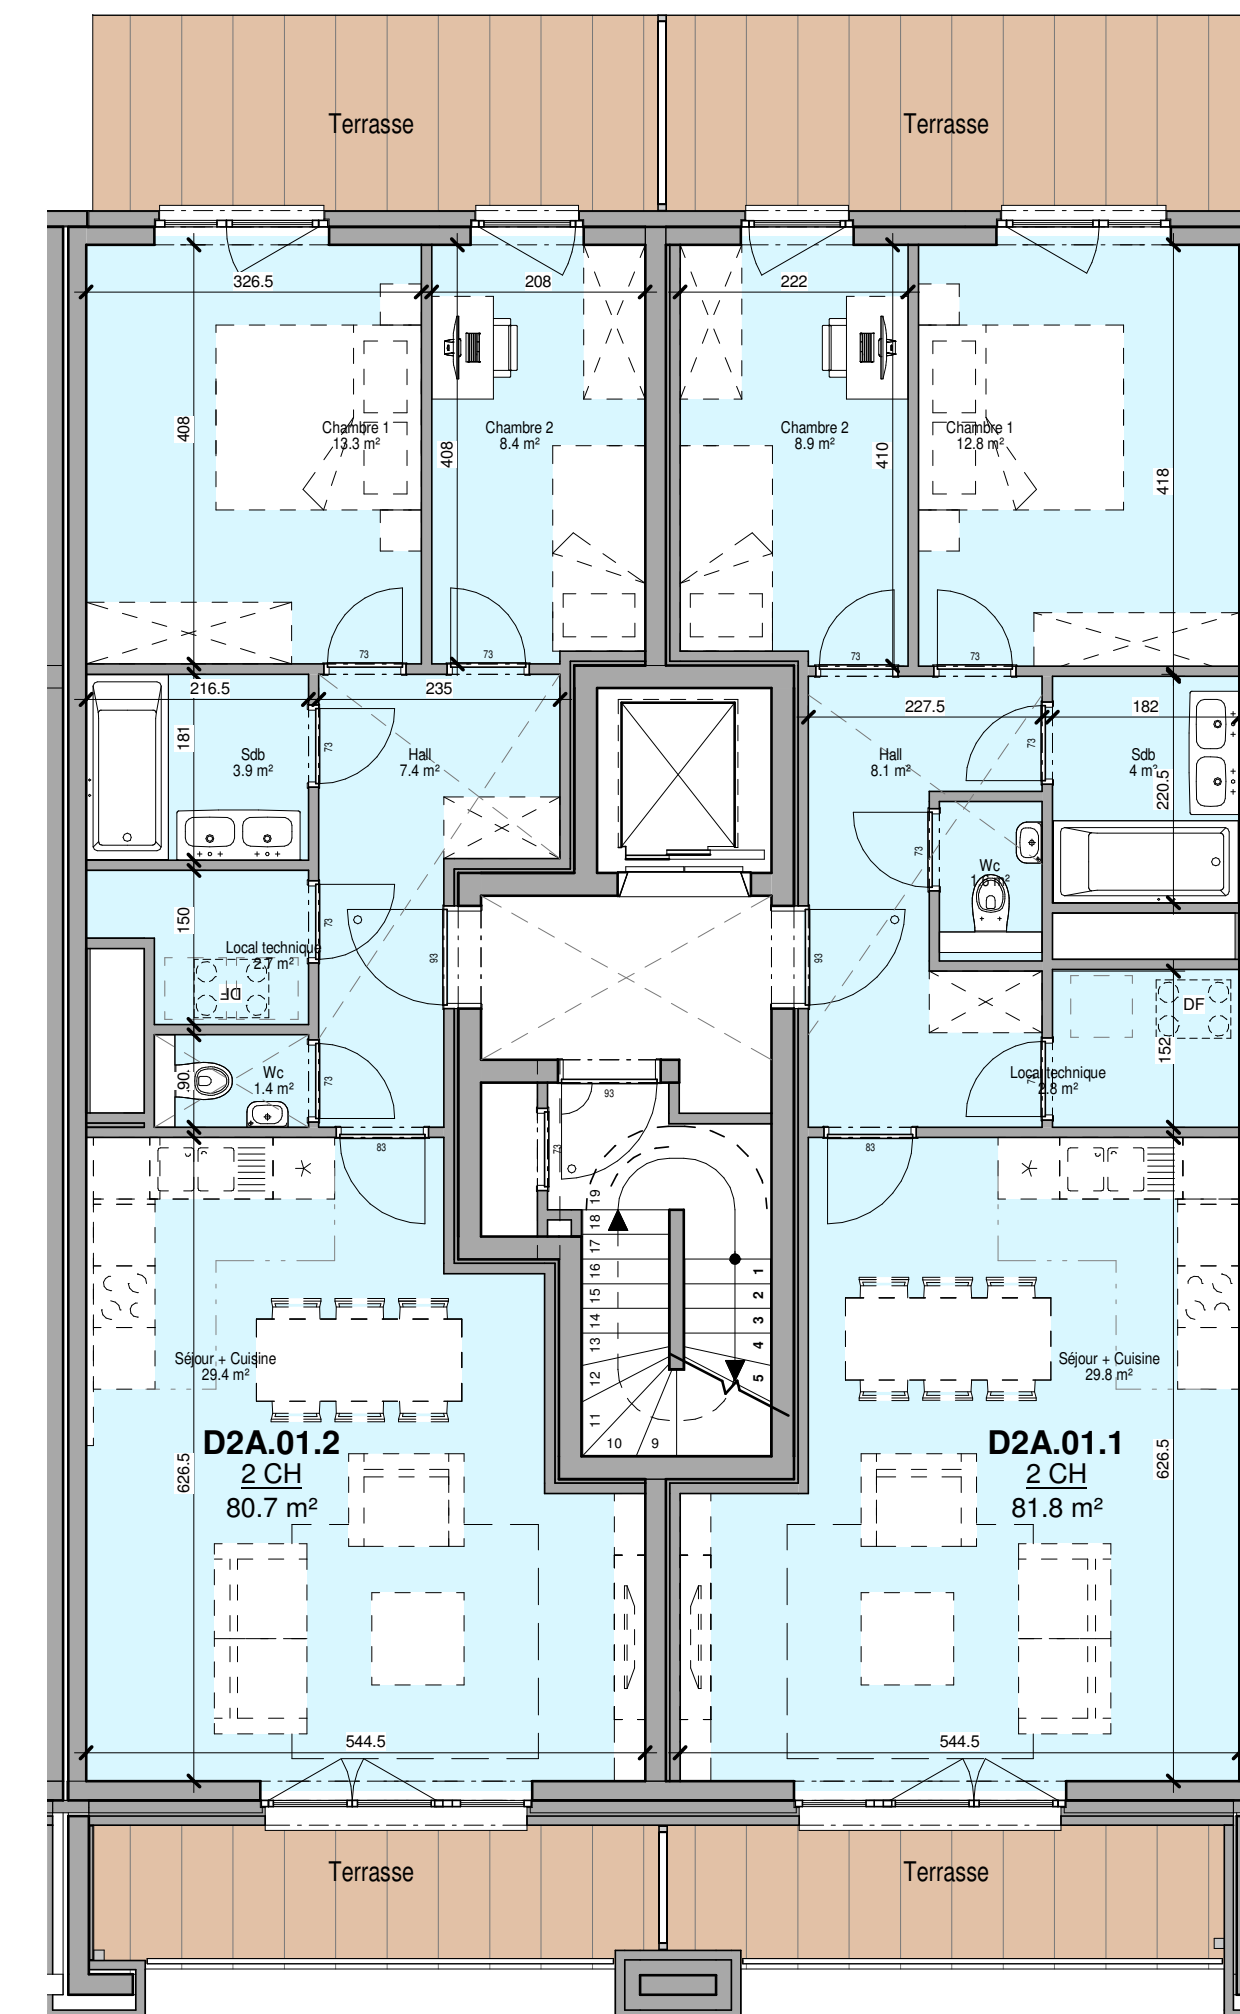 Terrasse
Terrasse
326.5
208
222
408
Chambre 1
13.3 m²
408
Chambre 2
8.4 m²
Chambre 2
8.9 m²
410
Chambre 1
12.8 m²
418
73
73
73
73
216.5
235
227.5
182
181
Sdb
3.9 m²
73
Hall
7.4 m²
Hall
8.1 m²
73
Sdb
4 m²
220.5
73
Wc
1.6 m²
150
73
Local technique
2.7 m²
DF
93
93
DF
152
.90.
Wc
1.4 m²
73
Local technique
2.8 m²
73
93
73
83
83
19
18
17
16
15
14
13
12
11
10
9
1
2
3
4
5
Séjour + Cuisine
29.4 m²
Séjour + Cuisine
29.8 m²
D2A.01.2
2 CH
80.7 m²
D2A.01.1
2 CH
81.8 m²
626.5
626.5
544.5
544.5
Terrasse
Terrasse